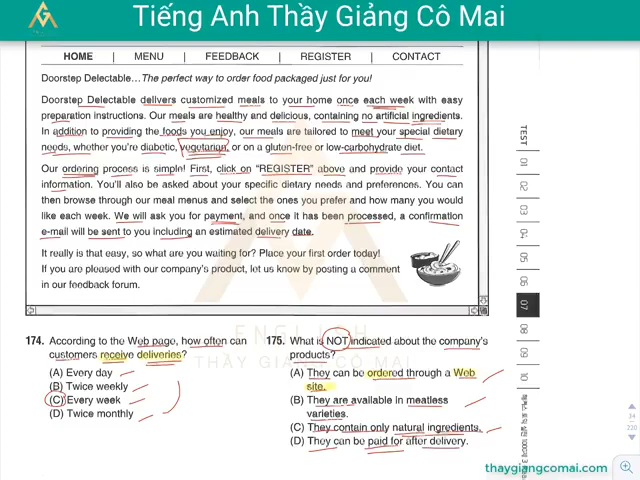 Tiếng Anh Thầy Giảng Cô Mai
HOME | MENU | FEEDBACK | REGISTER | CONTACT
Doorstep Delectable…The perfect way to order food packaged just for you!
Doorstep Delectable delivers customized meals to your home once each week with easy
preparation instructions. Our meals are healthy and delicious, containing no artificial ingredients.
In addition to providing the foods you enjoy, our meals are tailored to meet your special dietary
needs, whether you're diabetic, vegetarian, or on a gluten-free or low-carbohydrate diet.
Our ordering process is simple! First, click on "REGISTER" above and provide your contact
information. You'll also be asked about your specific dietary needs and preferences. You can
then browse through our meal menus and select the ones you prefer and how many you would
like each week. We will ask you for payment, and once it has been processed, a confirmation
e-mail will be sent to you including an estimated delivery date.
It really is that easy, so what are you waiting for? Place your first order today!
If you are pleased with our company's product, let us know by posting a comment
in our feedback forum.
ENGLISH
THẦY GIẢNG CÔ MAI
174. According to the Web page, how often can
customers receive deliveries?
(A) Every day
(B) Twice weekly
(C) Every week
(D) Twice monthly
175. What is NOT indicated about the company's
products?
(A) They can be ordered through a Web
site.
(B) They are available in meatless
varieties.
(C) They contain only natural ingredients.
(D) They can be paid for after delivery.
TEST
01
02
03
04
05
06
07
08
09
10
34
220
thaygiangcomai.com